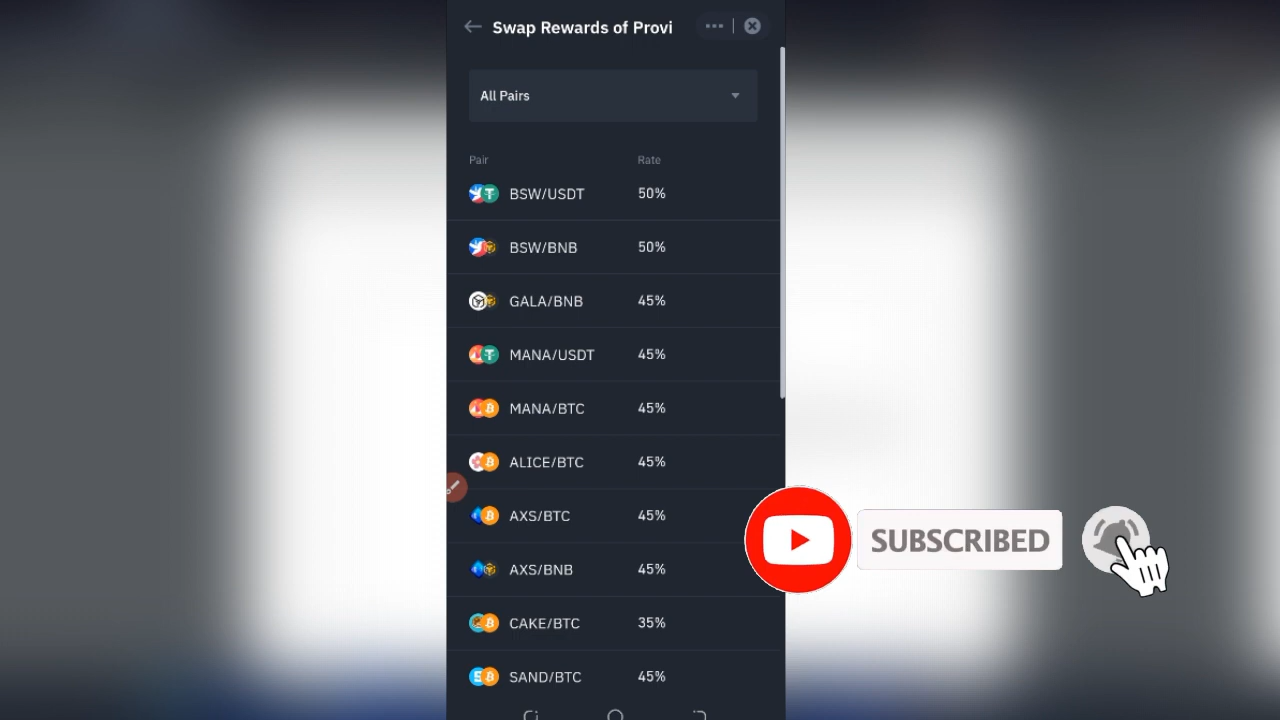 Swap Rewards of Provi
All Pairs
Pair Rate
BSW/USDT 50%
BSW/BNB 50%
GALA/BNB 45%
MANA/USDT 45%
MANA/BTC 45%
ALICE/BTC 45%
AXS/BTC 45%
AXS/BNB 45%
CAKE/BTC 35%
SAND/BTC 45%
SUBSCRIBED